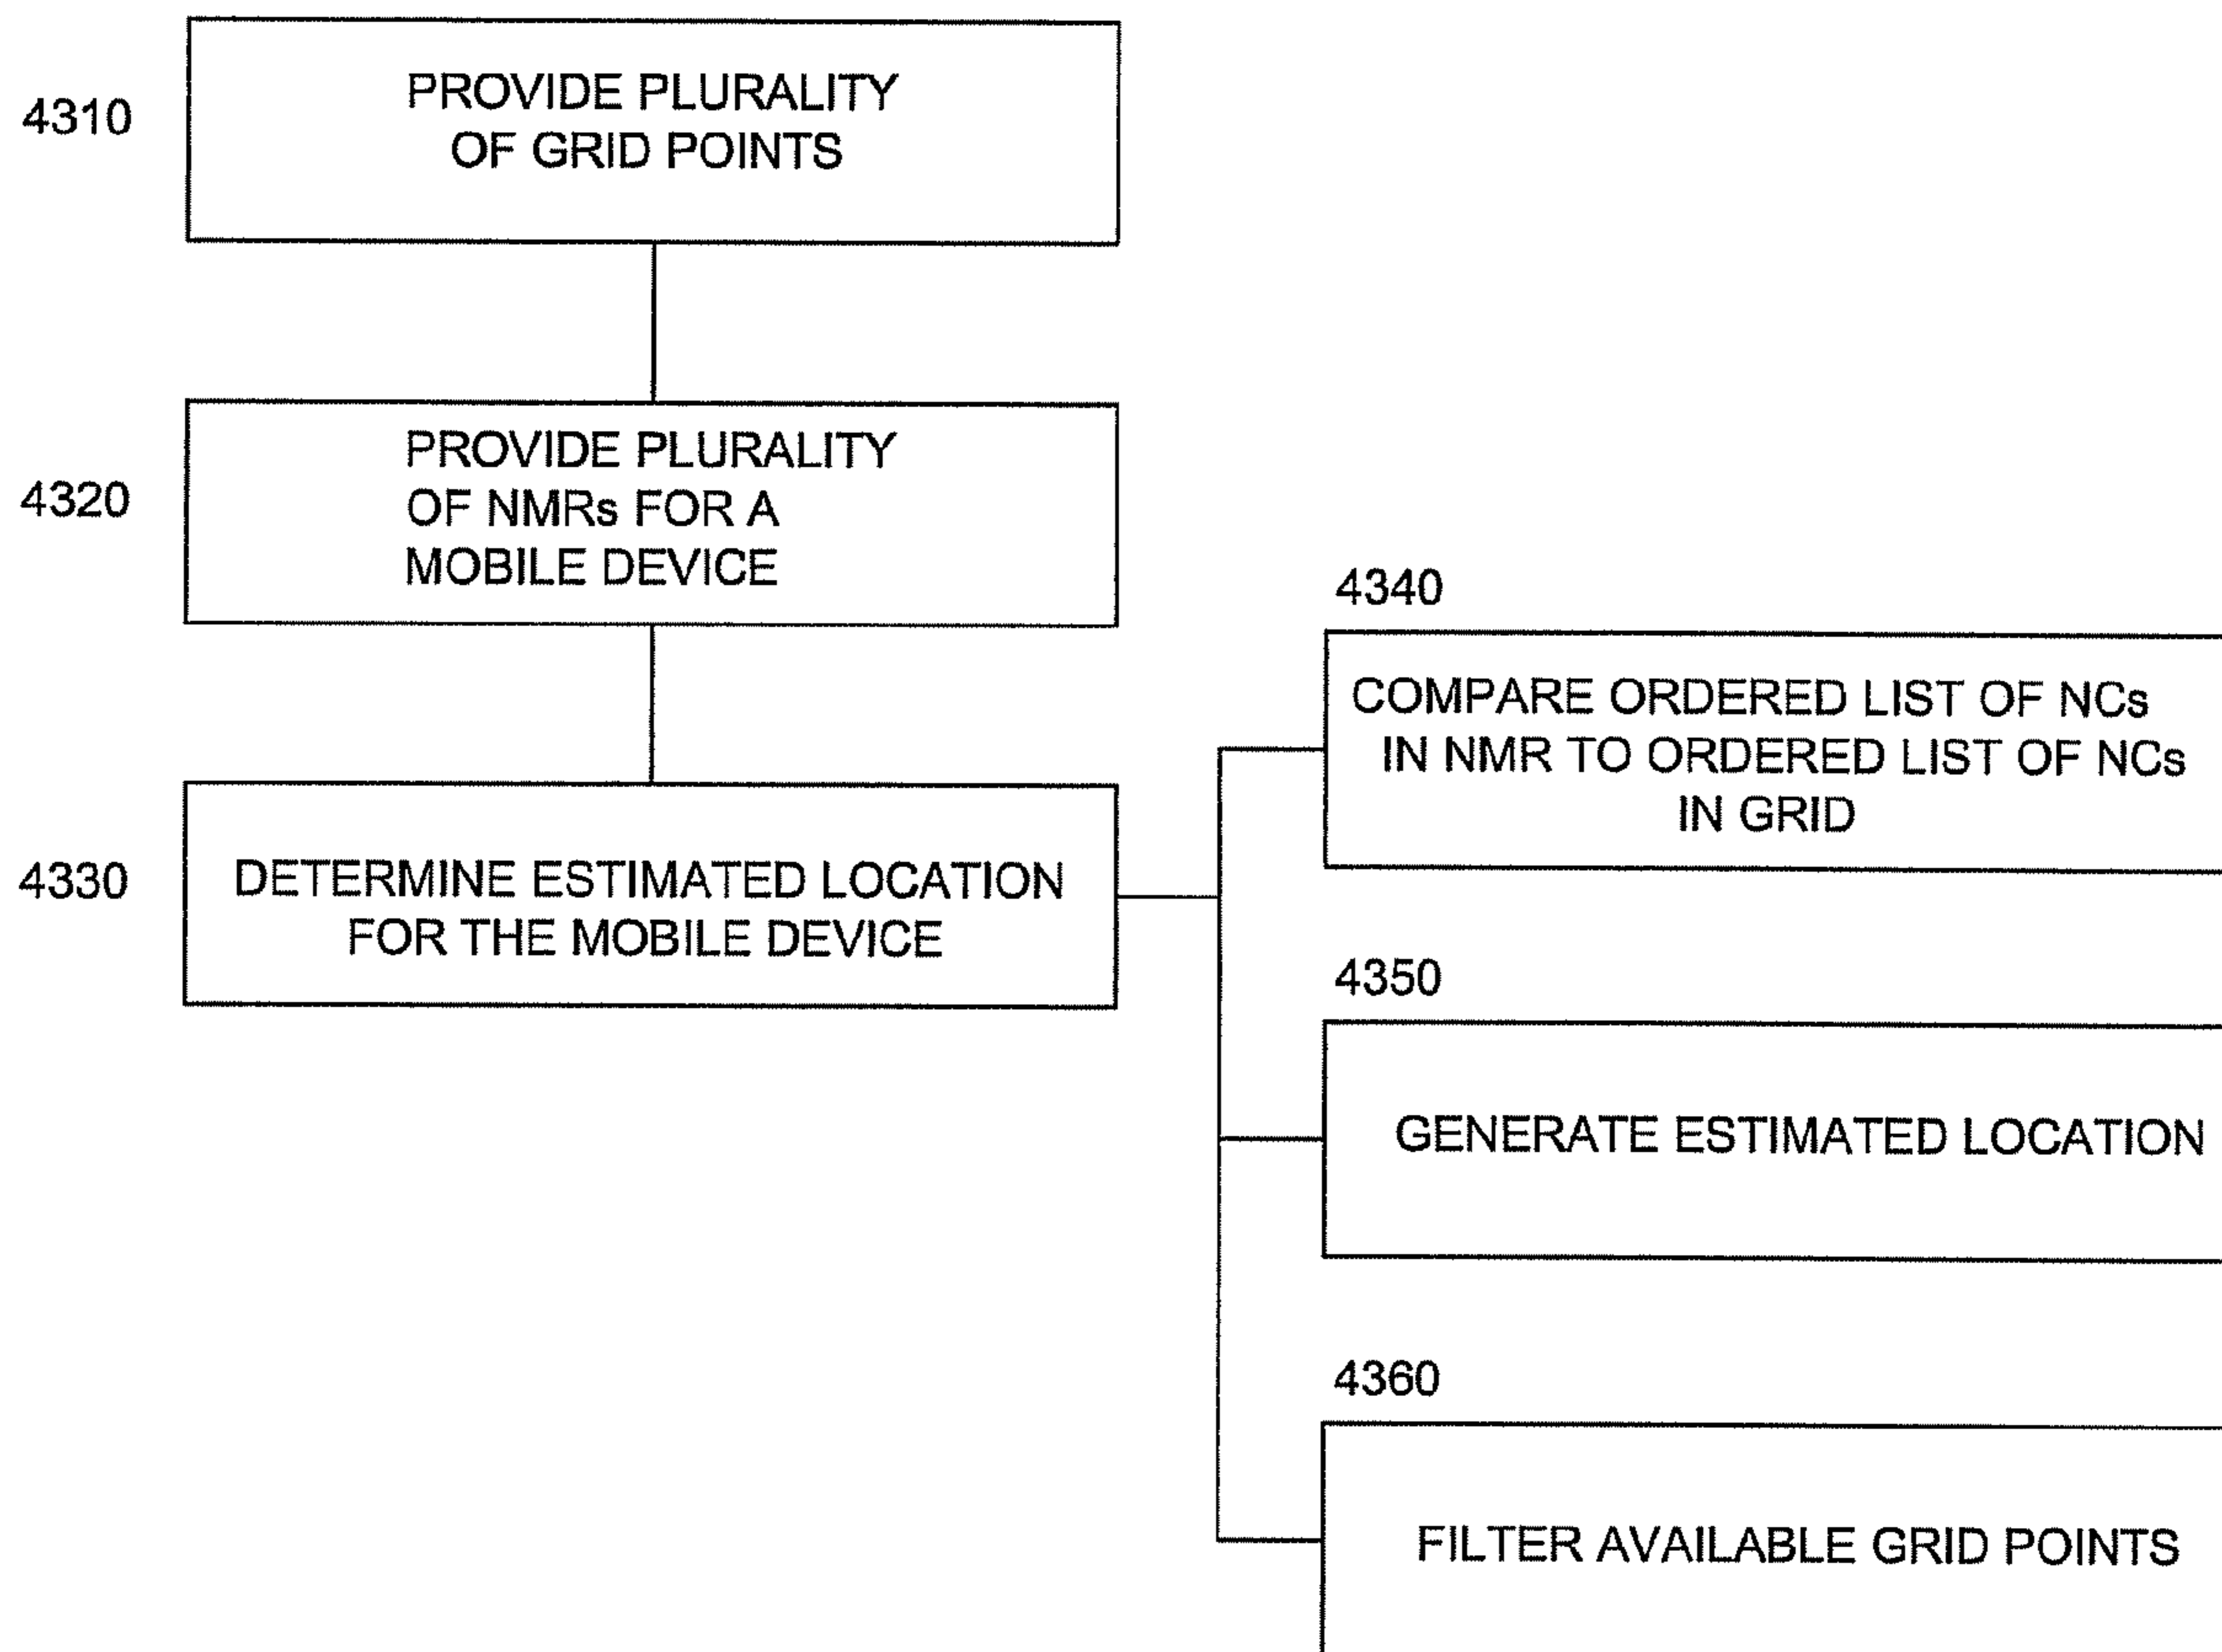 4310
PROVIDE PLURALITY
OF GRID POINTS
4320
PROVIDE PLURALITY
OF NMRs FOR A
MOBILE DEVICE
4330
DETERMINE ESTIMATED LOCATION
FOR THE MOBILE DEVICE
4340
COMPARE ORDERED LIST OF NCs
IN NMR TO ORDERED LIST OF NCs
IN GRID
4350
GENERATE ESTIMATED LOCATION
4360
FILTER AVAILABLE GRID POINTS